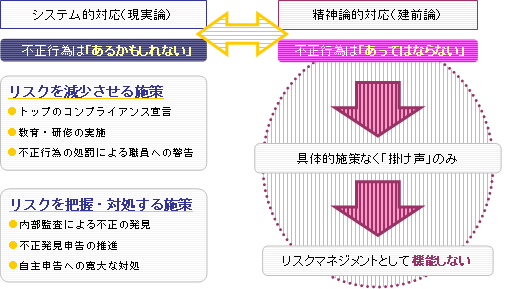 システム的対応(現実論)
不正行為は「あるかもしれない」
リスクを減少させる施策
トップのコンプライアンス宣言
教育・研修の実施
不正行為の処罰による職員への警告
リスクを把握・対処する施策
内部監査による不正の発見
不正発見申告の推進
自主申告への寛大な対処
精神論的対応(建前論)
不正行為は「あってはならない」
具体的施策なく「掛け声」のみ
リスクマネジメントとして機能しない